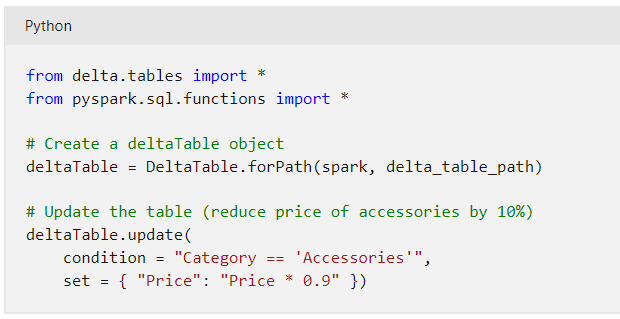 Python
from delta.tables import *
from pyspark.sql.functions import *
# Create a deltaTable object
deltaTable = DeltaTable.forPath(spark, delta_table_path)
# Update the table (reduce price of accessories by 10%)
deltaTable.update(
    condition = "Category == 'Accessories'",
    set = { "Price": "Price * 0.9" })